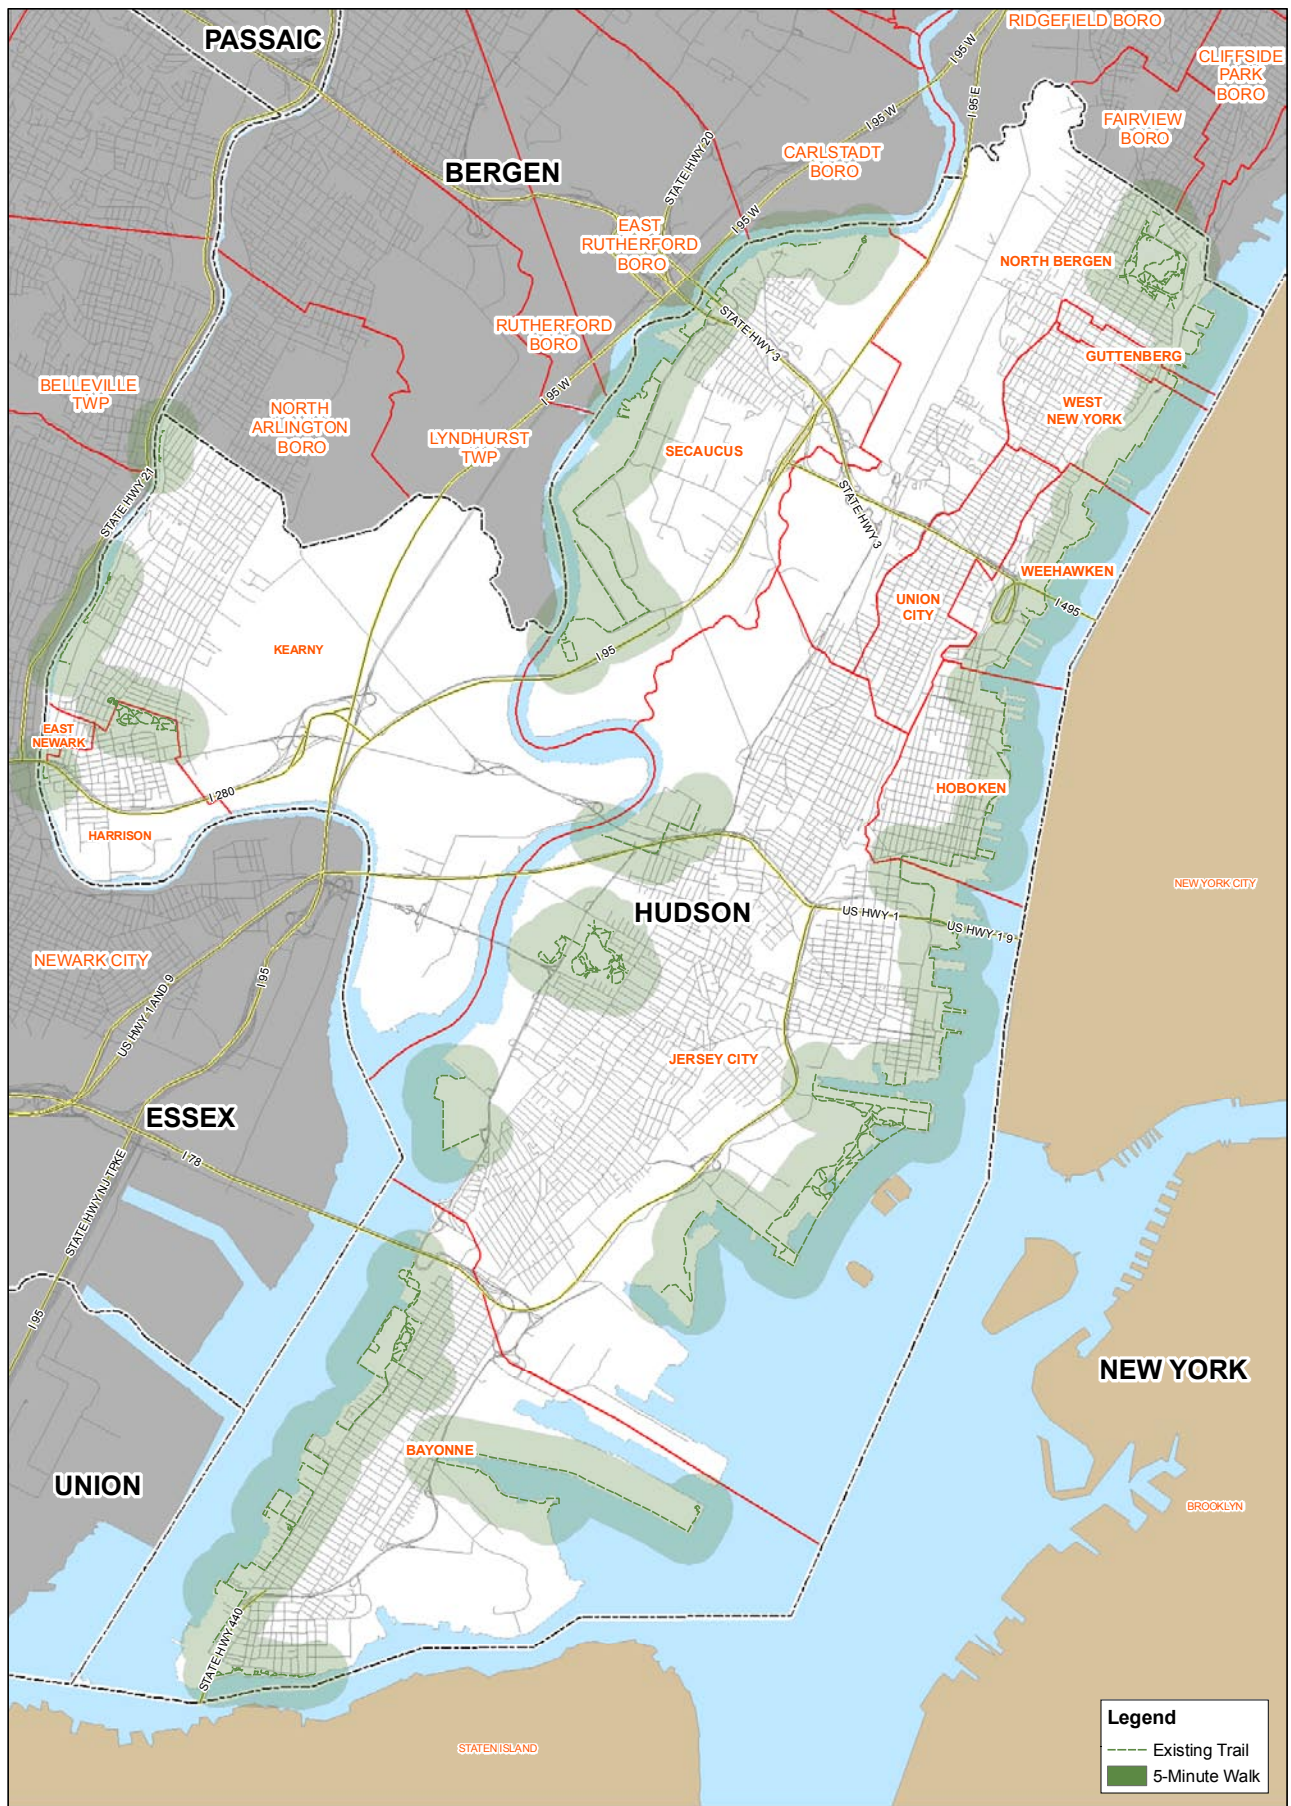 RIDGEFIELD BORO
PASSAIC
I 95 W
CLIFFSIDE
PARK
BORO
I 95 E
FAIRVIEW
BORO
I 95 W
STATE HWY 20
CARLSTADT
BORO
BERGEN
EAST
RUTHERFORD
BORO
I 95 W
NORTH BERGEN
RUTHERFORD
BORO
STATE HWY 3
GUTTENBERG
BELLEVILLE
TWP
I 95 W
WEST
NEW YORK
NORTH
ARLINGTON
BORO
LYNDHURST
TWP
SECAUCUS
STATE HWY 21
STATE HWY 3
WEEHAWKEN
UNION
CITY
I 495
KEARNY
I 95
EAST
NEWARK
HOBOKEN
I 280
HARRISON
NEW YORK CITY
HUDSON
US HWY 1
US HWY 1 9
NEWARK CITY
I 95
US HWY 1 AND 9
JERSEY CITY
ESSEX
I 78
STATE HWY NJ TPKE
I 95
NEW YORK
BAYONNE
UNION
BROOKLYN
STATE HWY 440
STATEN ISLAND
Legend
Existing Trail
5-Minute Walk